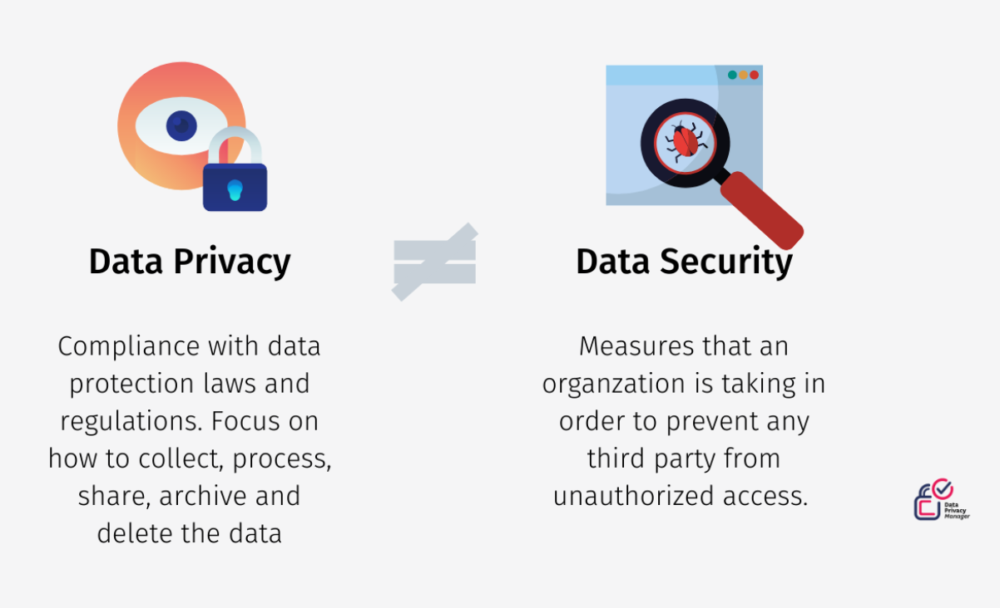 Data Privacy
Compliance with data
protection laws and
regulations. Focus on
how to collect, process,
share, archive and
delete the data
≠
Data Security
Measures that an
organzation is taking in
order to prevent any
third party from
unauthorized access.
Data
Privacy
Manager